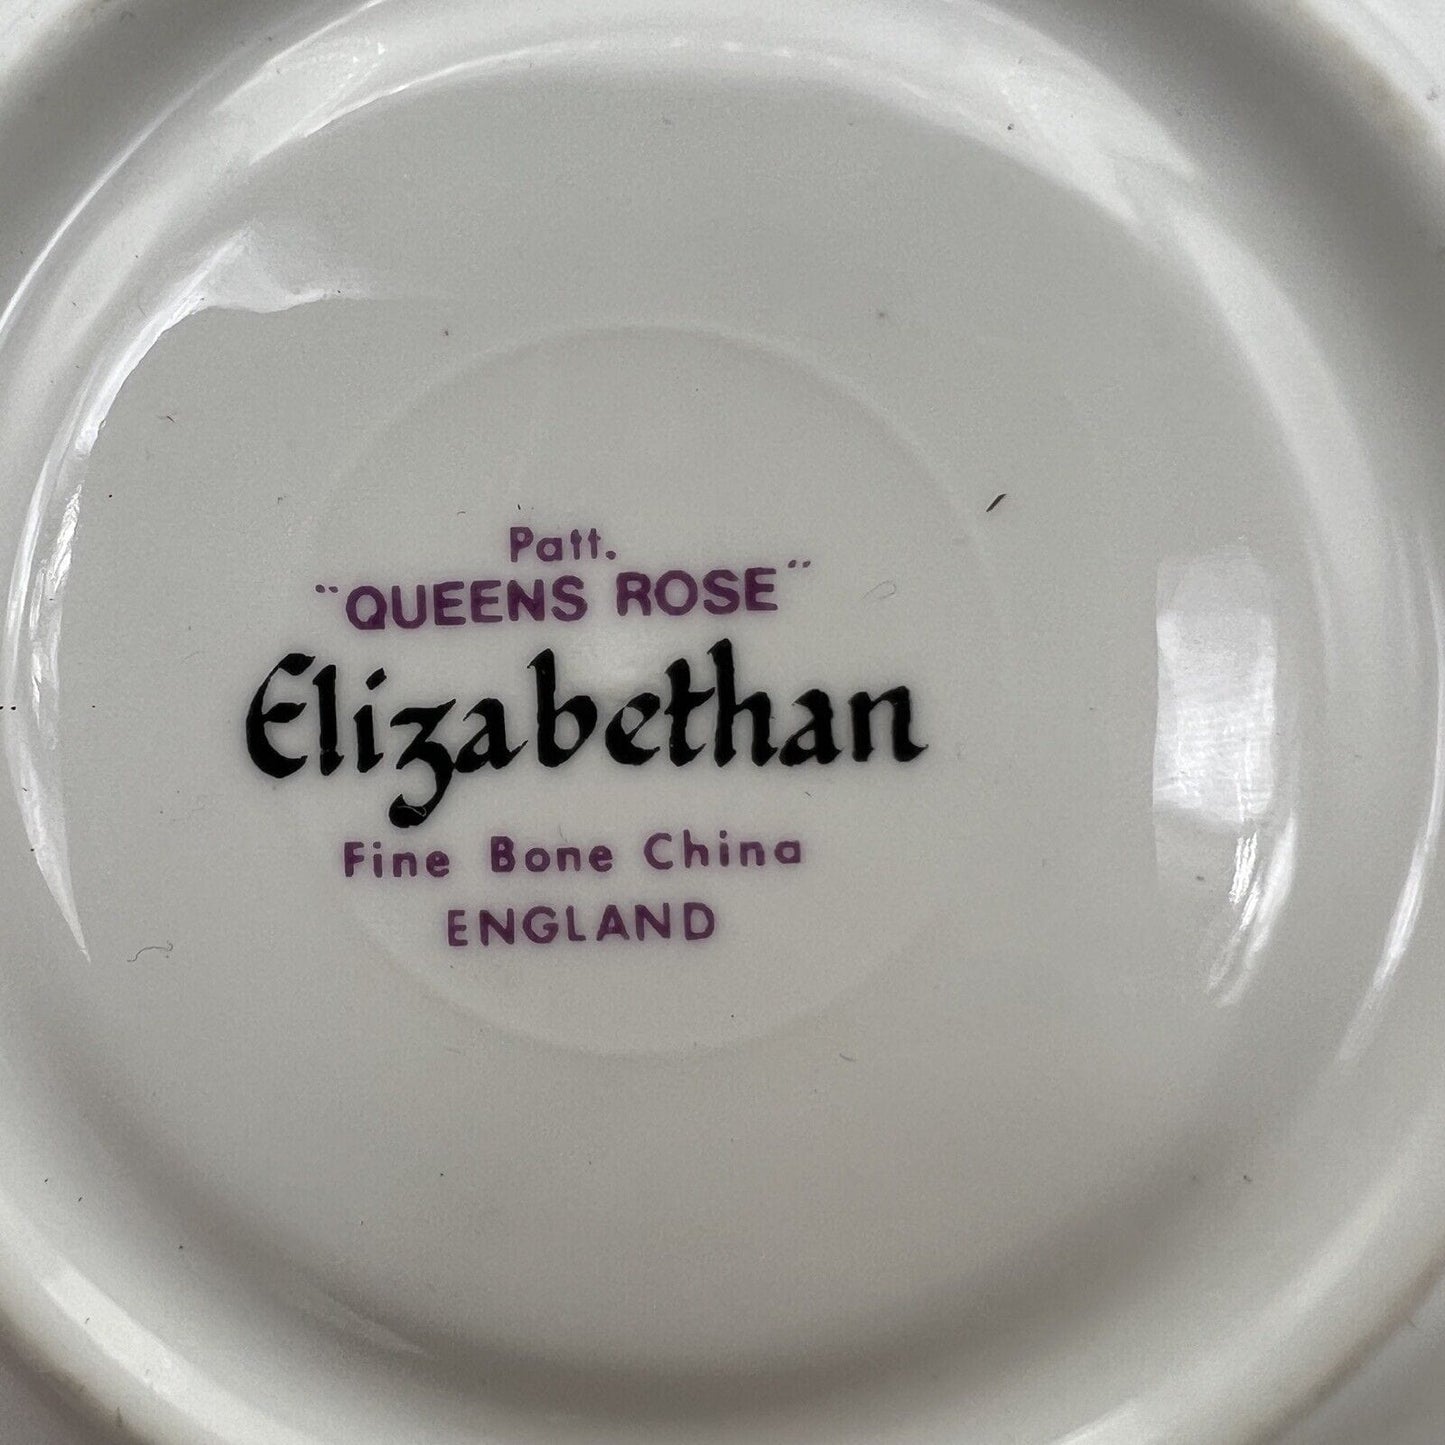 Patt.
"QUEENS ROSE"
Elizabethan
Fine Bone China
ENGLAND